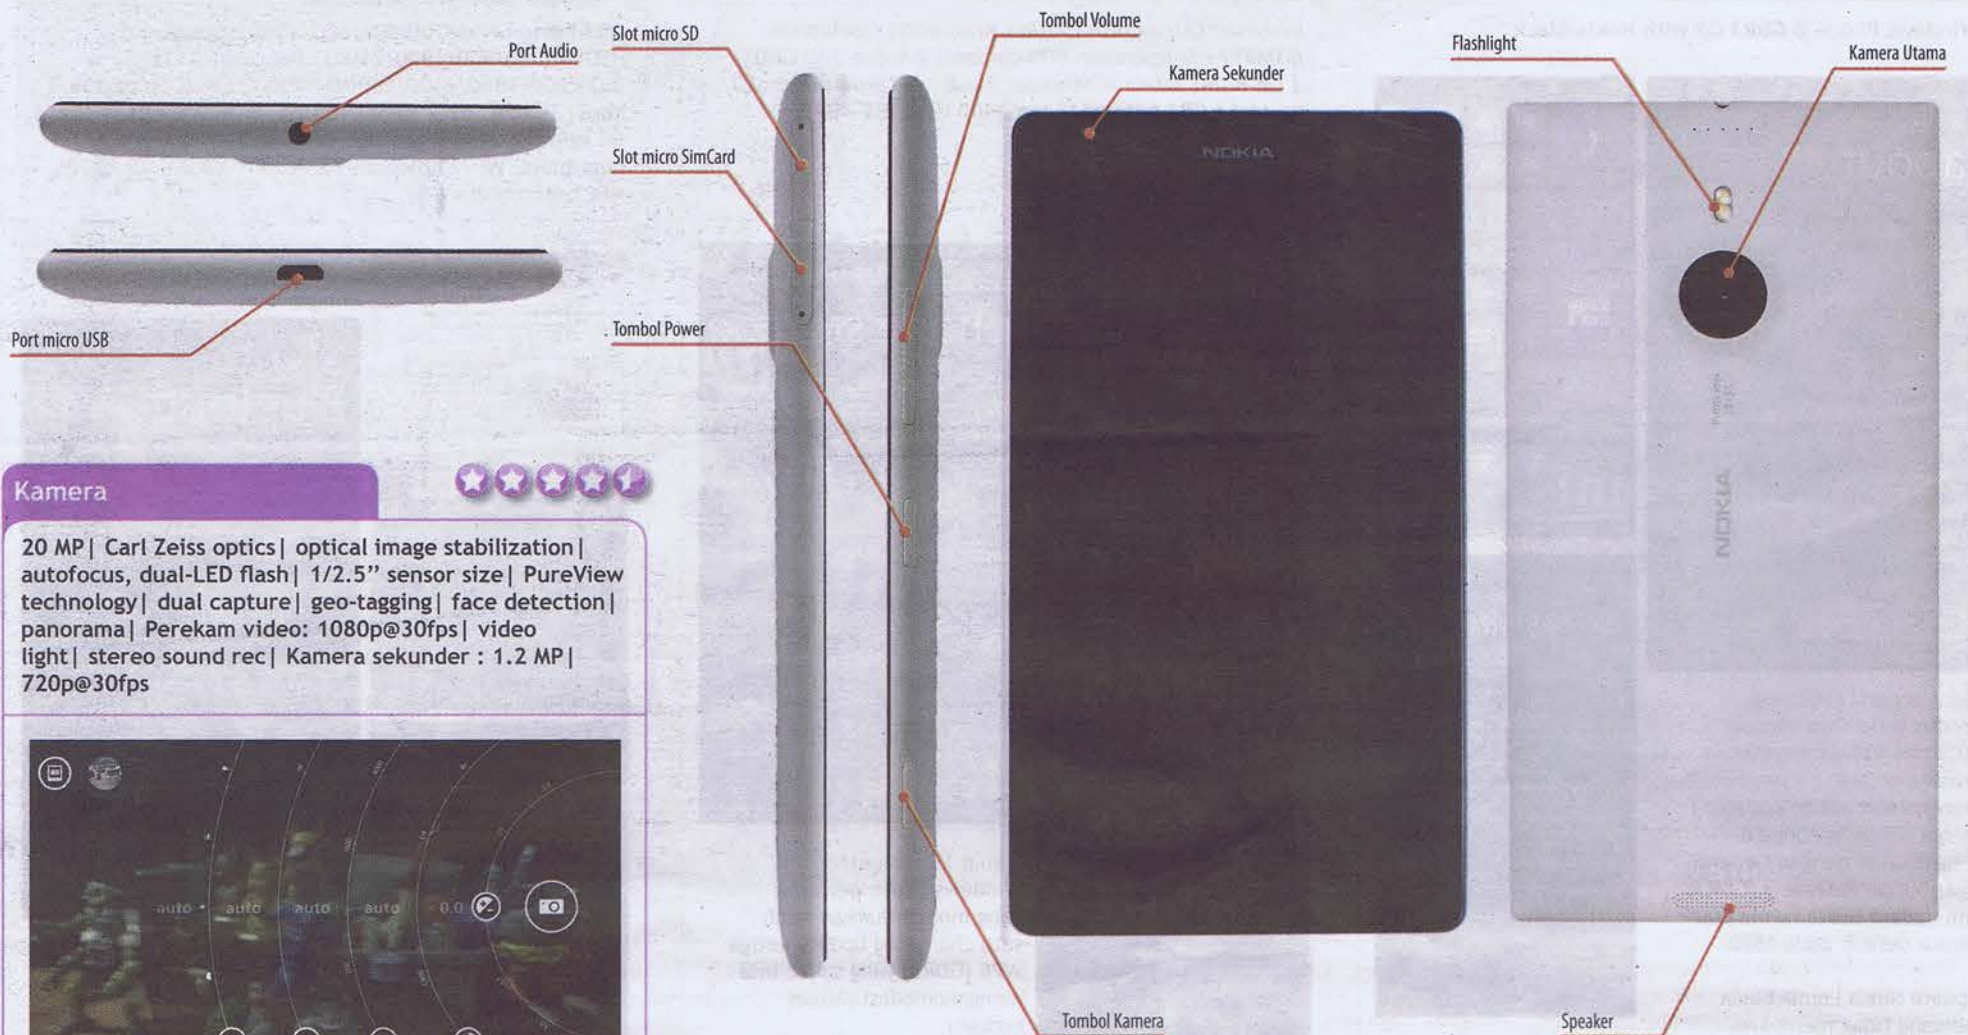 Port Audio
Slot micro SD
Tombol Volume
Kamera Sekunder
Flashlight
Kamera Utama
NOKIA
Slot micro SimCard
Port micro USB
Tombol Power
NOKIA
Kamera
20 MP| Carl Zeiss optics| optical image stabilization|
autofocus, dual-LED flash| 1/2.5” sensor size| PureView
technology| dual capture| geo-tagging| face detection|
panorama| Perekam video: 1080p@30fps| video
light| stereo sound rec| Kamera sekunder : 1.2 MP|
720p@30fps
auto auto auto auto 0.0
Tombol Kamera
Speaker